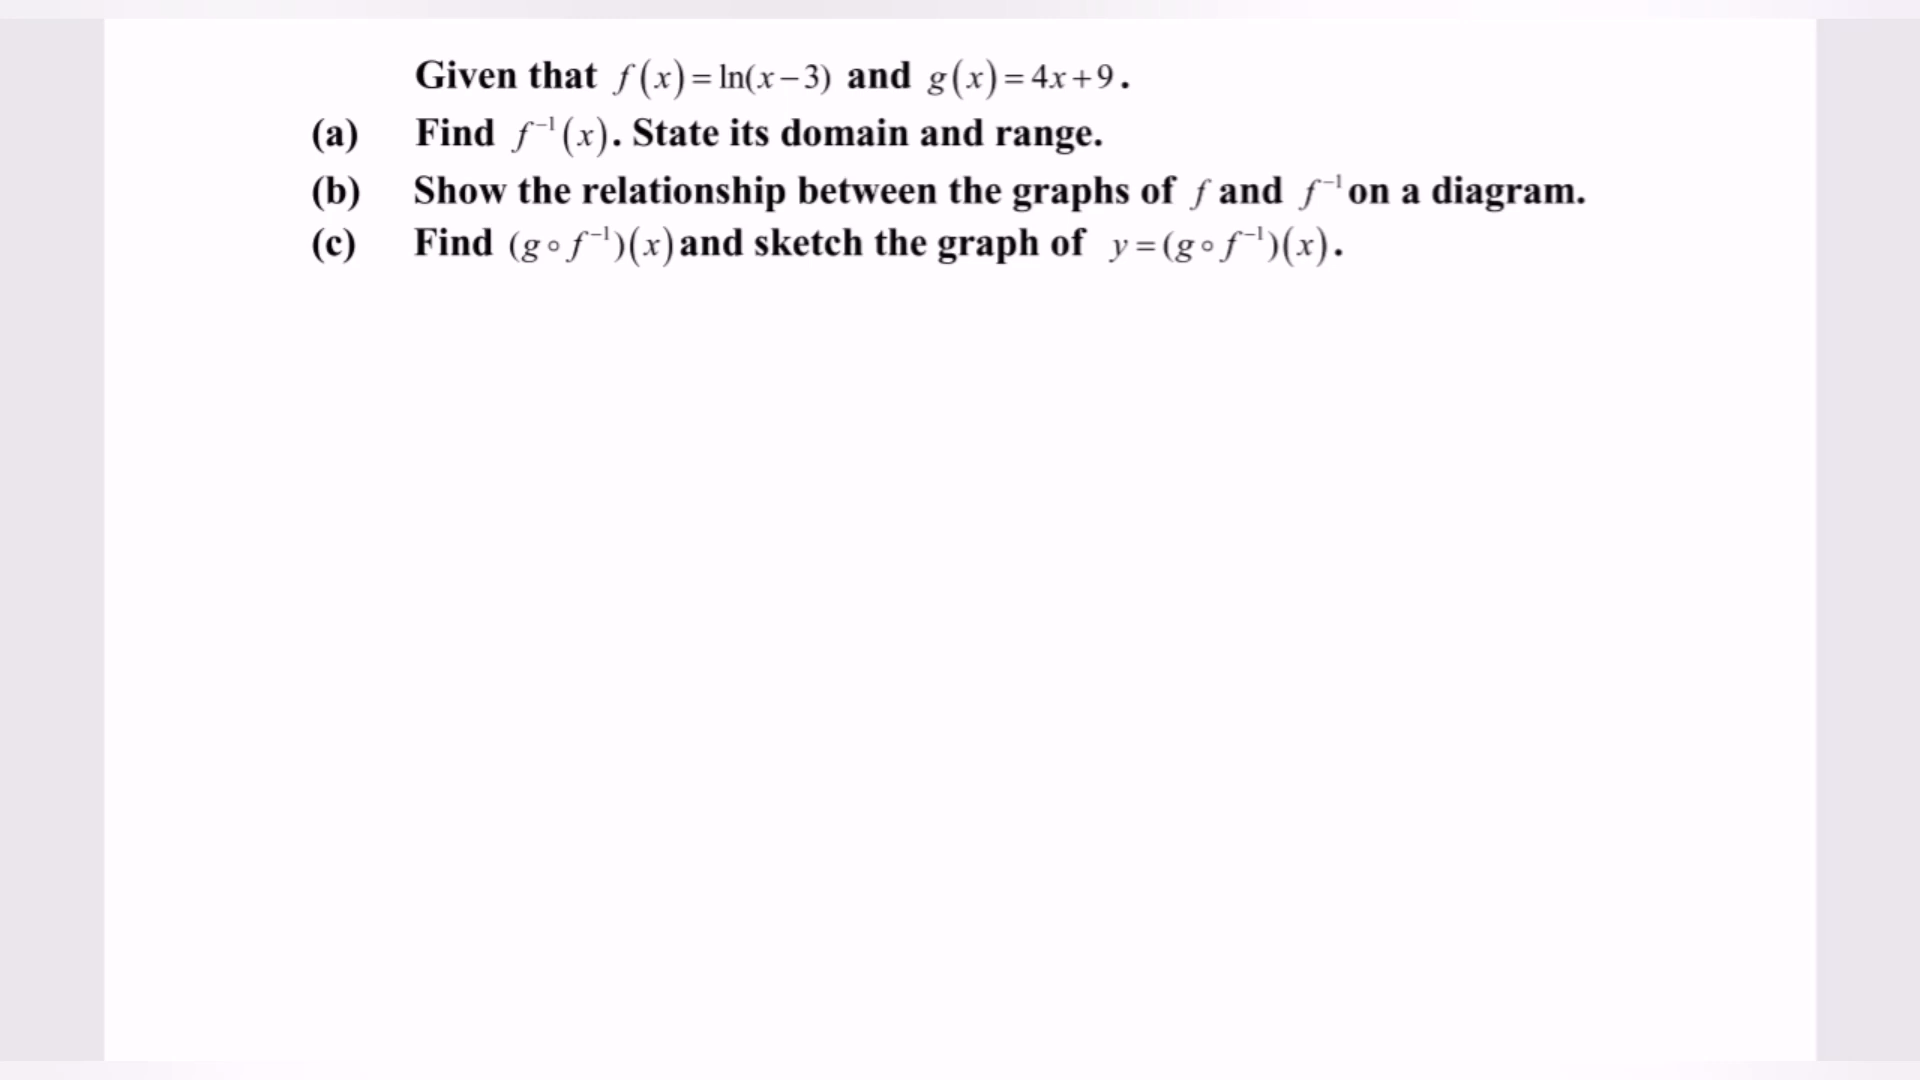 Given that f(x)=ln(x−3) and g(x)=4x+9.
(a) Find f⁻¹(x). State its domain and range.
(b) Show the relationship between the graphs of f and f⁻¹ on a diagram.
(c) Find (g∘f⁻¹)(x) and sketch the graph of y=(g∘f⁻¹)(x).